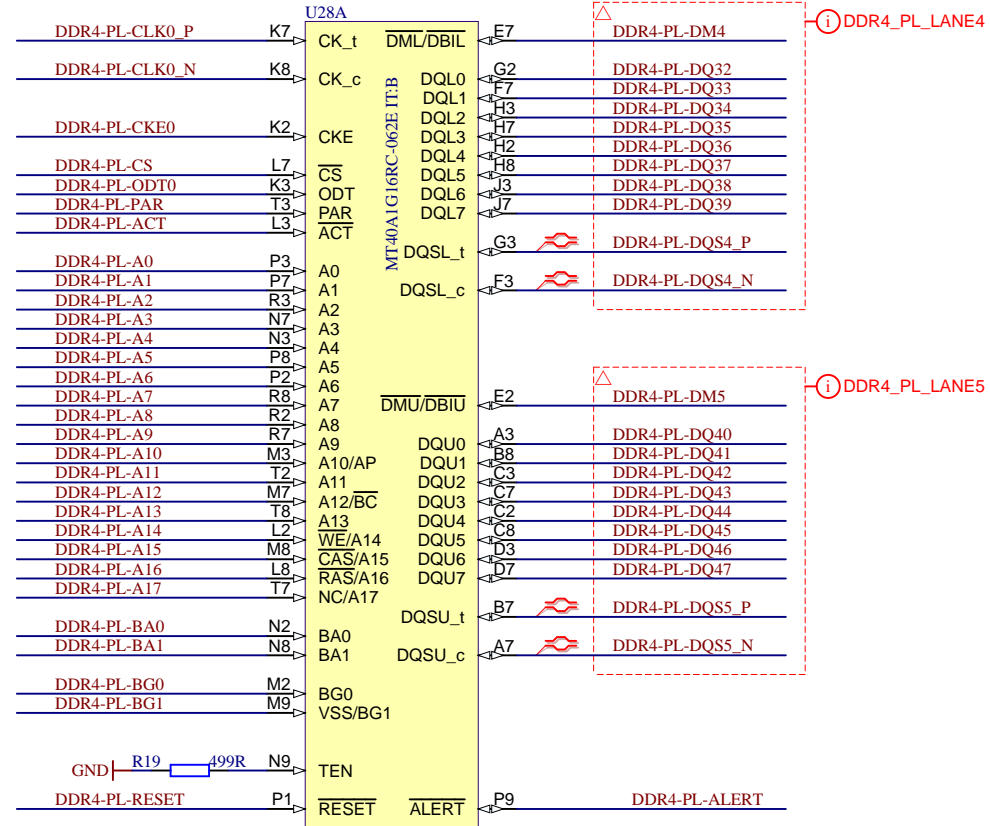 U28A
DDR4-PL-CLK0_P K7 CK_t DML/DBIL E7 DDR4-PL-DM4 DDR4_PL_LANE4
DDR4-PL-CLK0_N K8 CK_c DQL0 G2 DDR4-PL-DQ32
DQL1 F7 DDR4-PL-DQ33
DQL2 H3 DDR4-PL-DQ34
DDR4-PL-CKE0 K2 CKE DQL3 H7 DDR4-PL-DQ35
DQL4 H2 DDR4-PL-DQ36
DDR4-PL-CS L7 CS DQL5 H8 DDR4-PL-DQ37
DDR4-PL-ODT0 K3 ODT DQL6 J3 DDR4-PL-DQ38
DDR4-PL-PAR T3 PAR DQL7 J7 DDR4-PL-DQ39
DDR4-PL-ACT L3 ACT
MT40A1G16RC-062E IT:B
DQSL_t G3 DDR4-PL-DQS4_P
DDR4-PL-A0 P3 A0
DDR4-PL-A1 P7 A1 DQSL_c F3 DDR4-PL-DQS4_N
DDR4-PL-A2 R3 A2
DDR4-PL-A3 N7 A3
DDR4-PL-A4 N3 A4
DDR4-PL-A5 P8 A5
DDR4-PL-A6 P2 A6 DDR4_PL_LANE5
DDR4-PL-A7 R8 A7 DMU/DBIU E2 DDR4-PL-DM5
DDR4-PL-A8 R2 A8
DDR4-PL-A9 R7 A9 DQU0 A3 DDR4-PL-DQ40
DDR4-PL-A10 M3 A10/AP DQU1 B8 DDR4-PL-DQ41
DDR4-PL-A11 T2 A11 DQU2 C3 DDR4-PL-DQ42
DDR4-PL-A12 M7 A12/BC DQU3 C7 DDR4-PL-DQ43
DDR4-PL-A13 T8 A13 DQU4 C2 DDR4-PL-DQ44
DDR4-PL-A14 L2 WE/A14 DQU5 C8 DDR4-PL-DQ45
DDR4-PL-A15 M8 CAS/A15 DQU6 D3 DDR4-PL-DQ46
DDR4-PL-A16 L8 RAS/A16 DQU7 D7 DDR4-PL-DQ47
DDR4-PL-A17 T7 NC/A17
DQSU_t B7 DDR4-PL-DQS5_P
DDR4-PL-BA0 N2 BA0
DDR4-PL-BA1 N8 BA1 DQSU_c A7 DDR4-PL-DQS5_N
DDR4-PL-BG0 M2 BG0
DDR4-PL-BG1 M9 VSS/BG1
GND R19 499R N9 TEN
DDR4-PL-RESET P1 RESET ALERT P9 DDR4-PL-ALERT